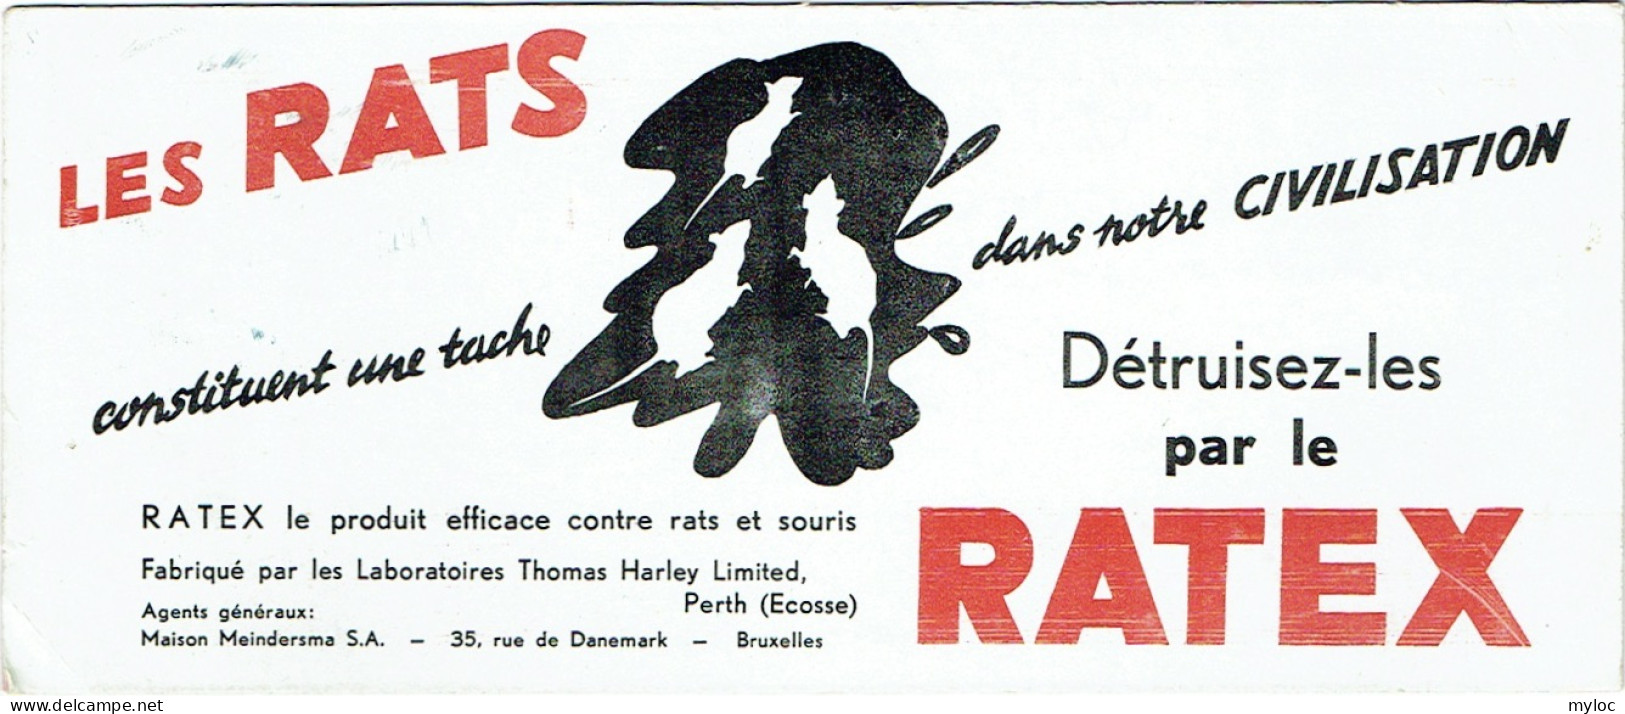 LES RATS
constituent une tache
dans notre CIVILISATION
Détruisez-les
par le
RATEX
RATEX le produit efficace contre rats et souris
Fabriqué par les Laboratoires Thomas Harley Limited,
Perth (Ecosse)
Agents généraux:
Maison Meindersma S.A. – 35, rue de Danemark – Bruxelles
delcampe.net
myloc